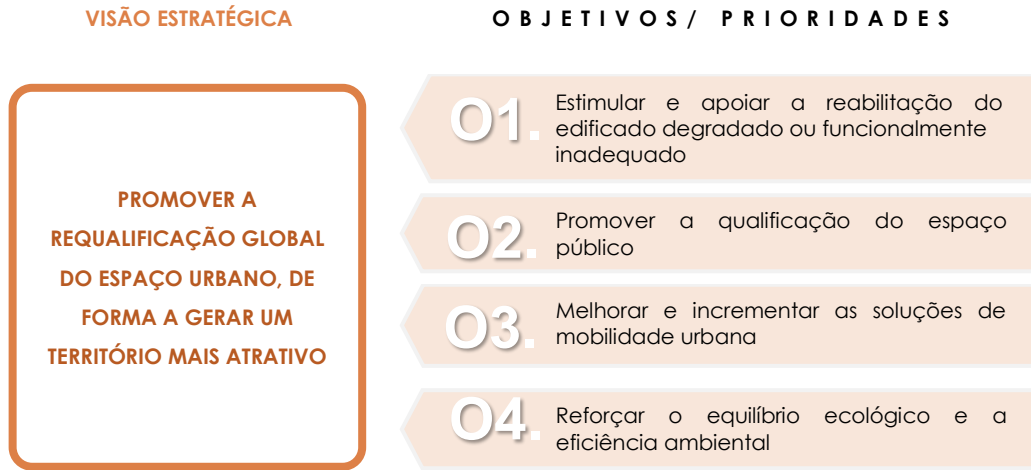 VISÃO ESTRATÉGICA
OBJETIVOS/ PRIORIDADES
PROMOVER A
REQUALIFICAÇÃO GLOBAL
DO ESPAÇO URBANO, DE
FORMA A GERAR UM
TERRITÓRIO MAIS ATRATIVO
O1.
Estimular e apoiar a reabilitação do
edificado degradado ou funcionalmente
inadequado
O2.
Promover a qualificação do espaço
público
O3.
Melhorar e incrementar as soluções de
mobilidade urbana
O4.
Reforçar o equilíbrio ecológico e a
eficiência ambiental